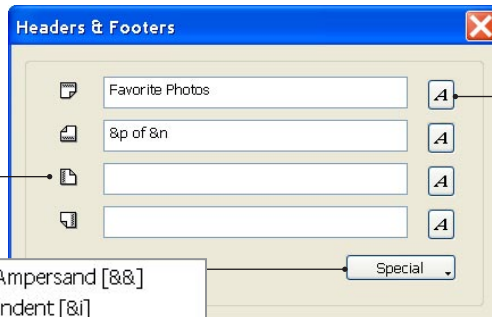 Headers & Footers
Favorite Photos
A
&p of &n
A
A
A
Special
Ampersand [&&]
ndent [&i]